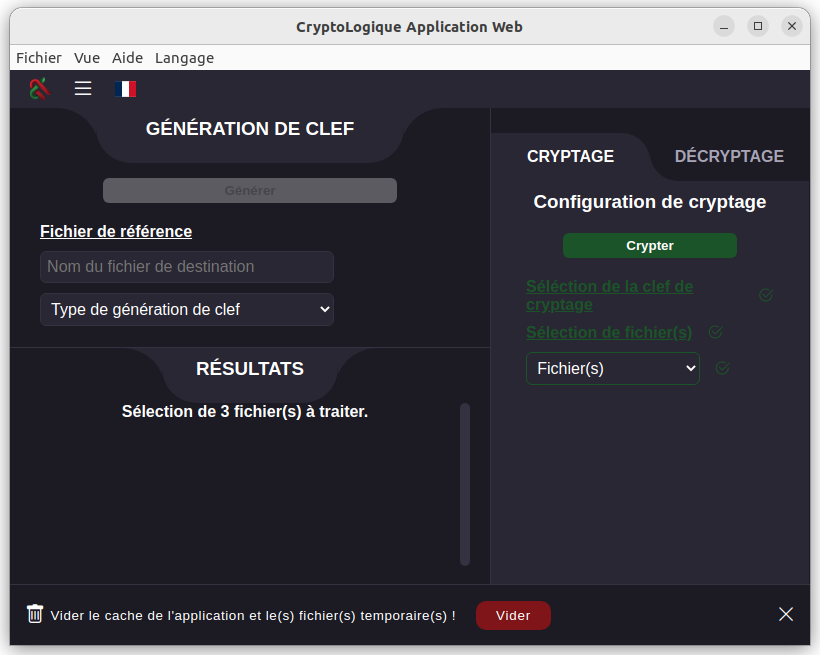 CryptoLogique Application Web
Fichier Vue Aide Langage
GÉNÉRATION DE CLEF
Générer
Fichier de référence
Nom du fichier de destination
Type de génération de clef
RÉSULTATS
Sélection de 3 fichier(s) à traiter.
CRYPTAGE DÉCRYPTAGE
Configuration de cryptage
Crypter
Séléction de la clef de
cryptage
Sélection de fichier(s)
Fichier(s)
Vider le cache de l'application et le(s) fichier(s) temporaire(s) ! Vider